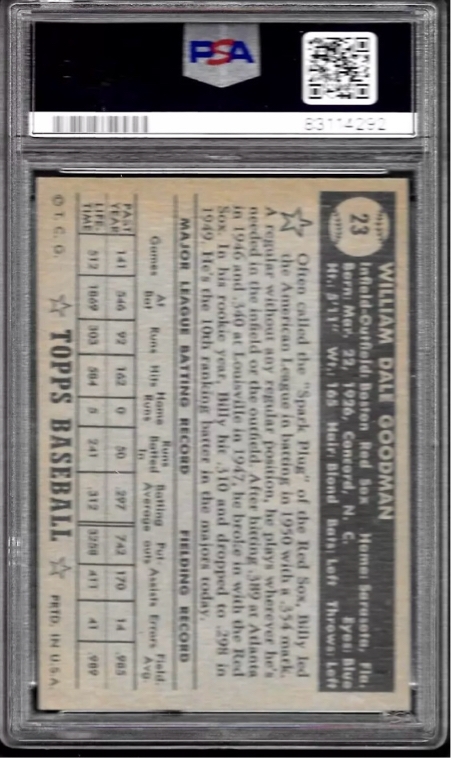 PSA
83114292
23
WILLIAM DALE GOODMAN
Infield-Outfield: Boston Red Sox Home: Sarasota, Fla.
Born: Mar. 22, 1926, Concord, N. C. Eyes: Blue
Ht.: 5'11" Wt.: 165 Hair: Blond Bats: Left Throws: Left
Often called the "Spark Plug" of the Red Sox, Billy led
the American League in batting in 1950 with a .354 mark.
A regular without any regular position, he plays wherever he's
needed in the infield or the outfield. After hitting .389 at Atlanta
in 1946 and .340 at Louisville in 1947, he broke in with the Red
Sox. In his rookie year, Billy hit .310 and dropped to .298 in
1949. He's the 10th ranking batter in the majors today.
MAJOR LEAGUE BATTING RECORD FIELDING RECORD
Games At Bat Runs Hits Home Runs Runs Batted In Batting Average Put outs Assists Errors Field. Avg.
PAST YEAR 141 546 92 162 0 50 .297 742 170 14 .985
LIFE-TIME 512 1869 303 584 5 241 .312 3258 411 41 .989
© T. C. G. TOPPS BASEBALL PRTD. IN U.S.A.